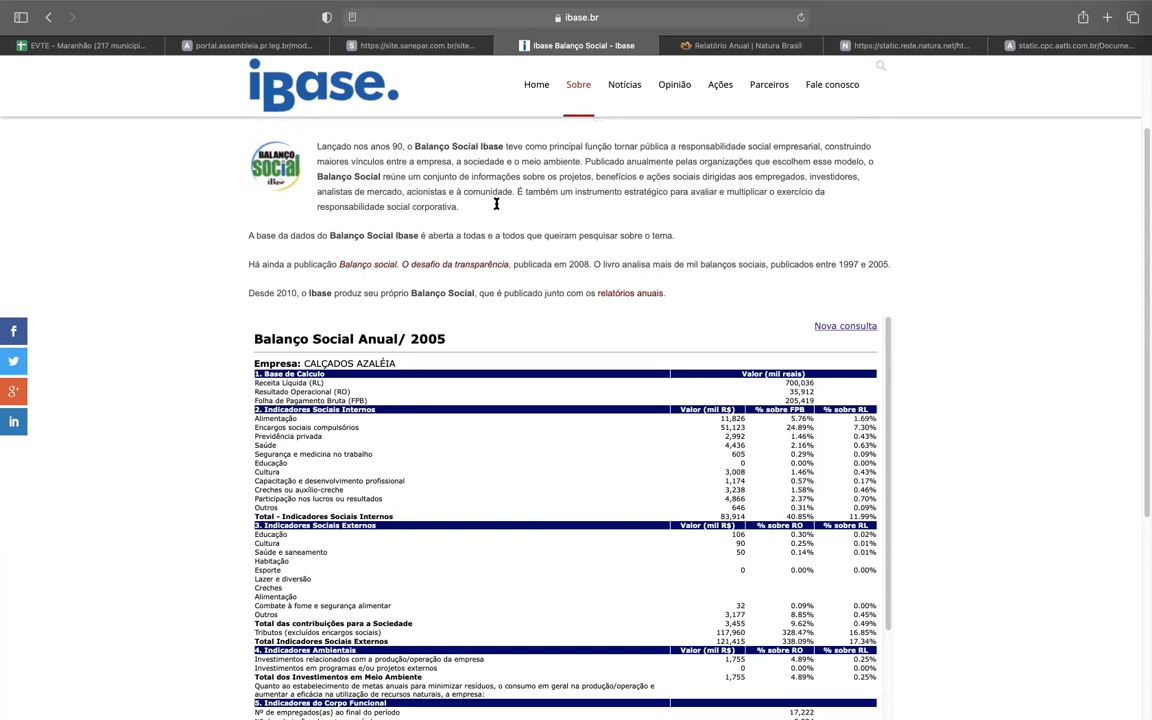 ibase.br
EVTE - Maranhão (217 municípi...
portal.assembleia.pr.leg.br/mod...
https://site.sanepar.com.br/site...
Ibase Balanço Social - Ibase
Relatório Anual | Natura Brasil
https://static.rede.natura.net/ht...
static.cpc.aatb.com.br/Docume...
iBase.
Home Sobre Notícias Opinião Ações Parceiros Fale conosco
BALANÇO
SOCIAL
iBase
Lançado nos anos 90, o Balanço Social Ibase teve como principal função tornar pública a responsabilidade social empresarial, construindo
maiores vínculos entre a empresa, a sociedade e o meio ambiente. Publicado anualmente pelas organizações que escolhem esse modelo, o
Balanço Social reúne um conjunto de informações sobre os projetos, benefícios e ações sociais dirigidas aos empregados, investidores,
analistas de mercado, acionistas e à comunidade. É também um instrumento estratégico para avaliar e multiplicar o exercício da
responsabilidade social corporativa.
A base da dados do Balanço Social Ibase é aberta a todas e a todos que queiram pesquisar sobre o tema.
Há ainda a publicação Balanço social. O desafio da transparência, publicada em 2008. O livro analisa mais de mil balanços sociais, publicados entre 1997 e 2005.
Desde 2010, o Ibase produz seu próprio Balanço Social, que é publicado junto com os relatórios anuais.
Nova consulta
Balanço Social Anual/ 2005
Empresa: CALÇADOS AZALÉIA
1. Base de Calculo Valor (mil reais)
Receita Líquida (RL) 700,036
Resultado Operacional (RO) 35,912
Folha de Pagamento Bruta (FPB) 205,419
2. Indicadores Sociais Internos Valor (mil R$) % sobre FPB % sobre RL
Alimentação 11,826 5.76% 1.69%
Encargos sociais compulsórios 51,123 24.89% 7.30%
Previdência privada 2,992 1.46% 0.43%
Saúde 4,436 2.16% 0.63%
Segurança e medicina no trabalho 605 0.29% 0.09%
Educação 0 0.00% 0.00%
Cultura 3,008 1.46% 0.43%
Capacitação e desenvolvimento profissional 1,174 0.57% 0.17%
Creches ou auxílio-creche 3,238 1.58% 0.46%
Participação nos lucros ou resultados 4,866 2.37% 0.70%
Outros 646 0.31% 0.09%
Total - Indicadores Sociais Internos 83,914 40.85% 11.99%
3. Indicadores Sociais Externos Valor (mil R$) % sobre RO % sobre RL
Educação 106 0.30% 0.02%
Cultura 90 0.25% 0.01%
Saúde e saneamento 50 0.14% 0.01%
Habitação
Esporte 0 0.00% 0.00%
Lazer e diversão
Creches
Alimentação
Combate à fome e segurança alimentar 32 0.09% 0.00%
Outros 3,177 8.85% 0.45%
Total das contribuições para a Sociedade 3,455 9.62% 0.49%
Tributos (excluídos encargos sociais) 117,960 328.47% 16.85%
Total Indicadores Sociais Externos 121,415 338.09% 17.34%
4. Indicadores Ambientais Valor (mil R$) % sobre RO % sobre RL
Investimentos relacionados com a produção/operação da empresa 1,755 4.89% 0.25%
Investimentos em programas e/ou projetos externos 0 0.00% 0.00%
Total dos Investimentos em Meio Ambiente 1,755 4.89% 0.25%
Quanto ao estabelecimento de metas anuais para minimizar resíduos, o consumo em geral na produção/operação e
aumentar a eficácia na utilização de recursos naturais, a empresa:
5. Indicadores do Corpo Funcional
Nº de empregados(as) ao final do período 17,222